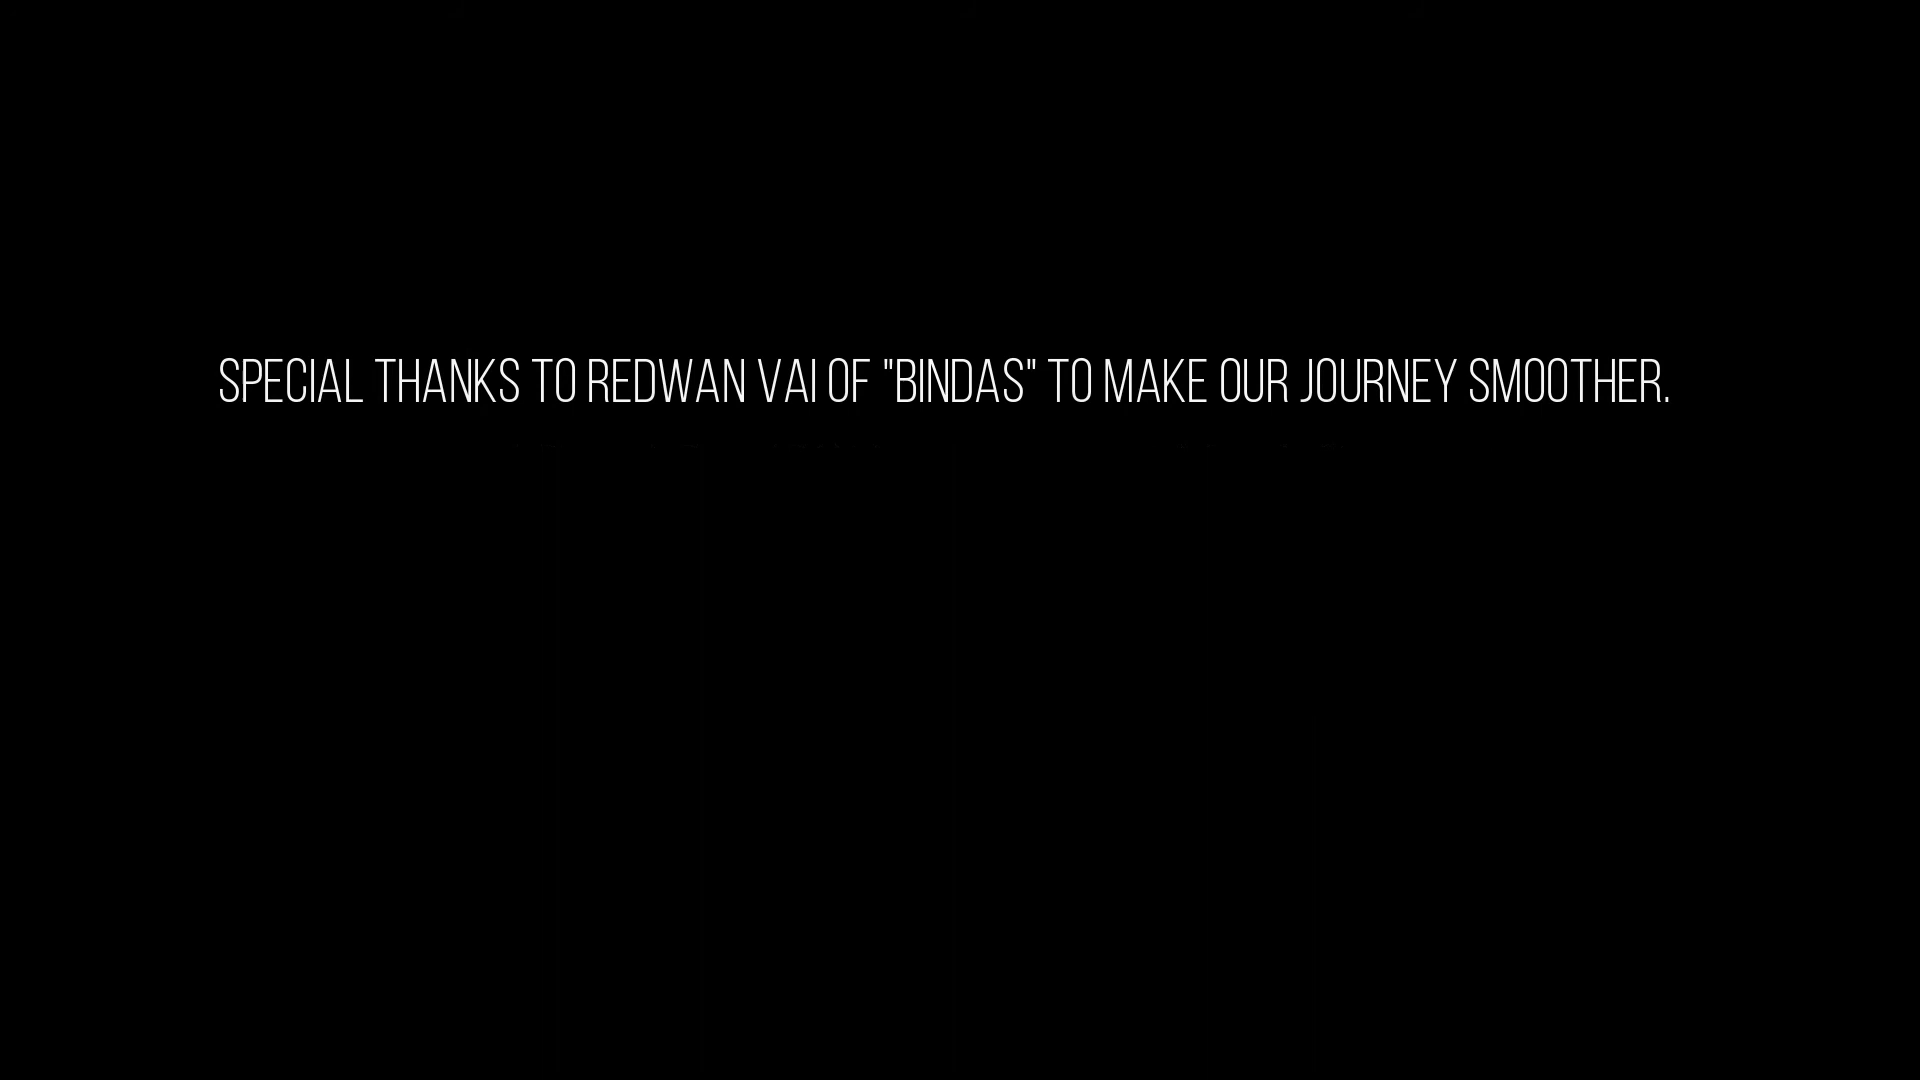 SPECIAL THANKS TO REDWAN VAI OF "BINDAS" TO MAKE OUR JOURNEY SMOOTHER.